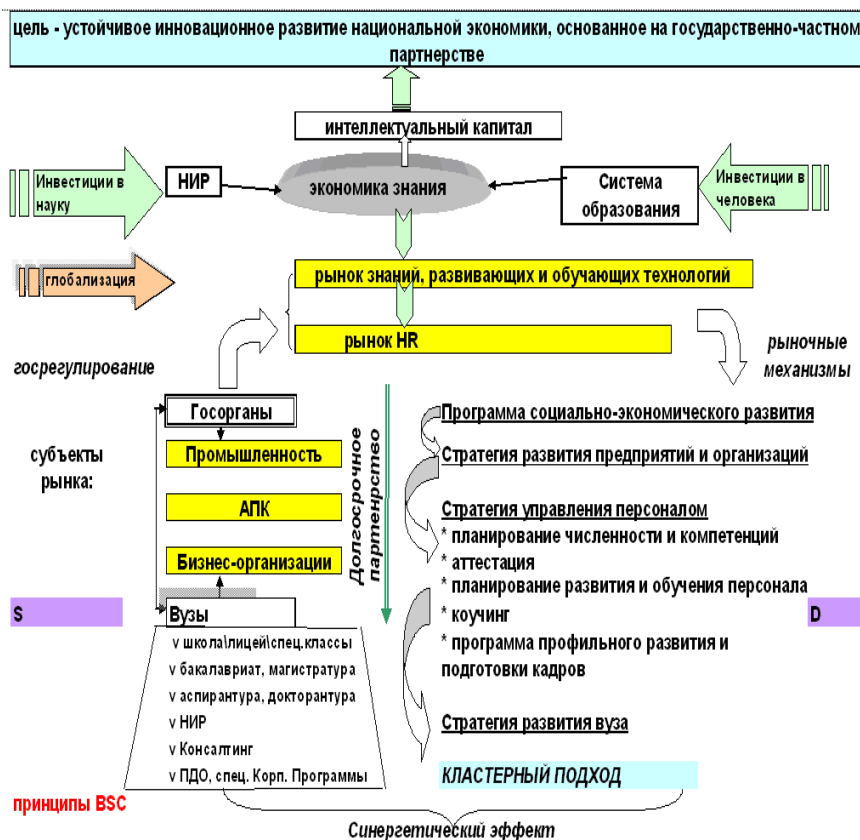 цель - устойчивое инновационное развитие национальной экономики, основанное на государственно-частном
партнерстве
интеллектуальный капитал
Инвестиции в
науку
НИР
экономика знания
Система
образования
Инвестиции в
человека
глобализация
рынок знаний, развивающих и обучающих технологий
рынок HR
госрегулирование
рыночные
механизмы
Госорганы
субъекты
рынка:
Промышленность
АПК
Бизнес-организации
Вузы
S
v школа\лицей\спец.классы
v бакалавриат, магистратура
v аспирантура, докторантура
v НИР
v Консалтинг
v ПДО, спец. Корп. Программы
принципы BSC
Долгосрочное
партенрство
Программа социально-экономического развития
Стратегия развития предприятий и организаций
Стратегия управления персоналом
* планирование численности и компетенций
* аттестация
* планирование развития и обучения персонала
* коучинг
* программа профильного развития и
подготовки кадров
D
Стратегия развития вуза
КЛАСТЕРНЫЙ ПОДХОД
Синергетический эффект